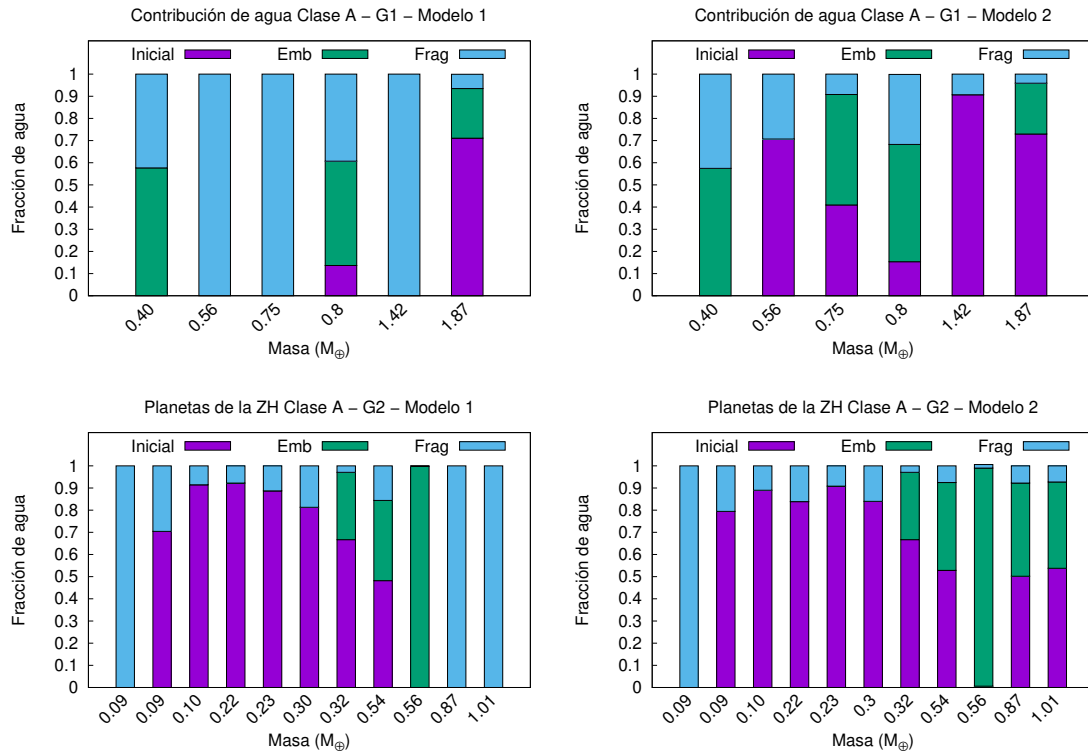 Contribución de agua Clase A − G1 − Modelo 1
Inicial Emb Frag
Fracción de agua
1
0.9
0.8
0.7
0.6
0.5
0.4
0.3
0.2
0.1
0
0.40 0.56 0.75 0.8 1.42 1.87
Masa (M⊕)
Contribución de agua Clase A − G1 − Modelo 2
Inicial Emb Frag
Fracción de agua
1
0.9
0.8
0.7
0.6
0.5
0.4
0.3
0.2
0.1
0
0.40 0.56 0.75 0.8 1.42 1.87
Masa (M⊕)
Planetas de la ZH Clase A − G2 − Modelo 1
Inicial Emb Frag
Fracción de agua
1
0.9
0.8
0.7
0.6
0.5
0.4
0.3
0.2
0.1
0
0.09 0.09 0.10 0.22 0.23 0.30 0.32 0.54 0.56 0.87 1.01
Masa (M⊕)
Planetas de la ZH Clase A − G2 − Modelo 2
Inicial Emb Frag
Fracción de agua
1
0.9
0.8
0.7
0.6
0.5
0.4
0.3
0.2
0.1
0
0.09 0.09 0.10 0.22 0.23 0.3 0.32 0.54 0.56 0.87 1.01
Masa (M⊕)